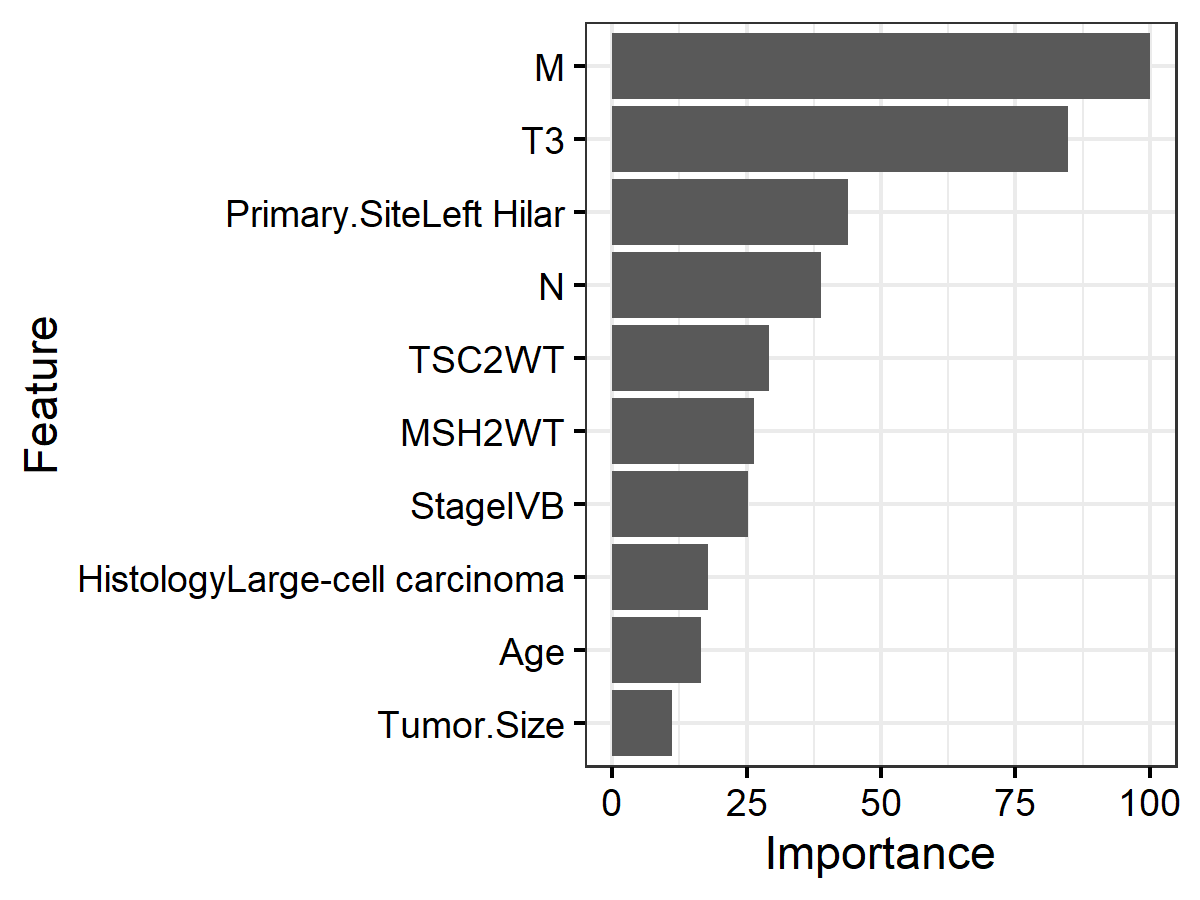 M
T3
Primary.SiteLeft Hilar
N
TSC2WT
MSH2WT
StageIVB
HistologyLarge-cell carcinoma
Age
Tumor.Size
Feature
0 25 50 75 100
Importance